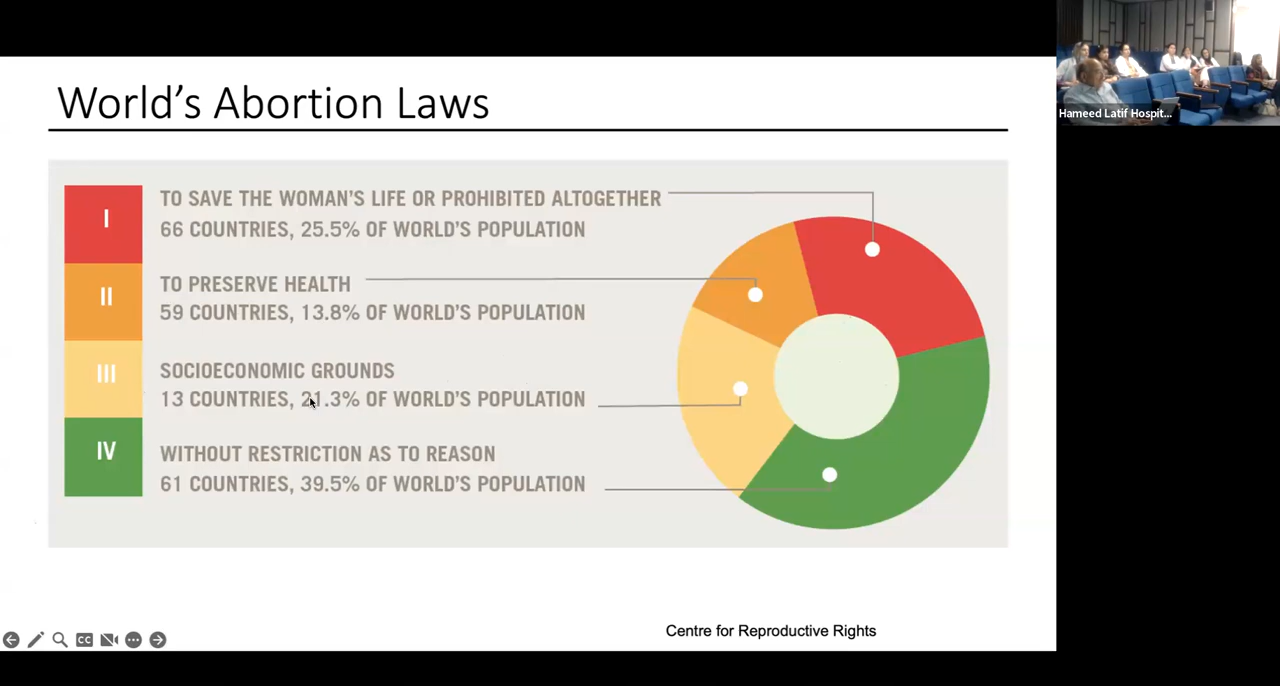 World's Abortion Laws
I
TO SAVE THE WOMAN'S LIFE OR PROHIBITED ALTOGETHER
66 COUNTRIES, 25.5% OF WORLD'S POPULATION
II
TO PRESERVE HEALTH
59 COUNTRIES, 13.8% OF WORLD'S POPULATION
III
SOCIOECONOMIC GROUNDS
13 COUNTRIES, 21.3% OF WORLD'S POPULATION
IV
WITHOUT RESTRICTION AS TO REASON
61 COUNTRIES, 39.5% OF WORLD'S POPULATION
Centre for Reproductive Rights
CC
Hameed Latif Hospit...